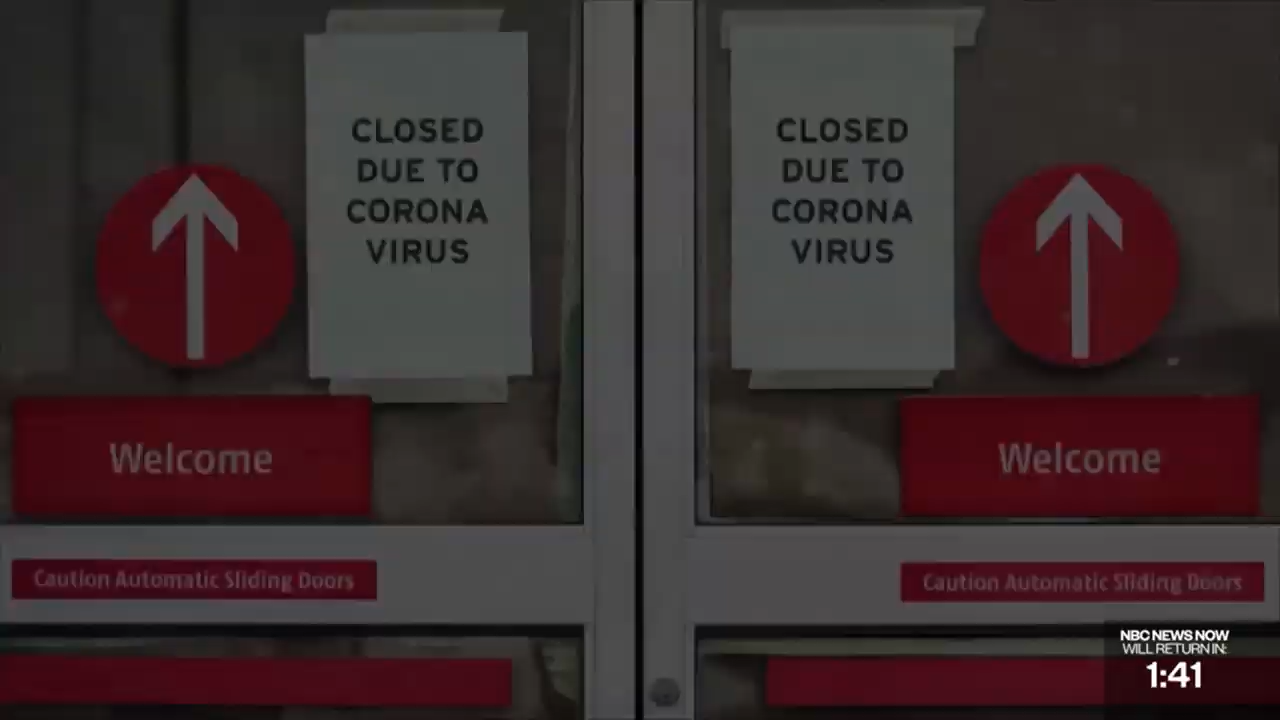 CLOSED
DUE TO
CORONA
VIRUS
CLOSED
DUE TO
CORONA
VIRUS
Welcome
Welcome
Caution Automatic Sliding Doors
Caution Automatic Sliding Doors
NBC NEWS NOW
WILL RETURN IN:
1:41